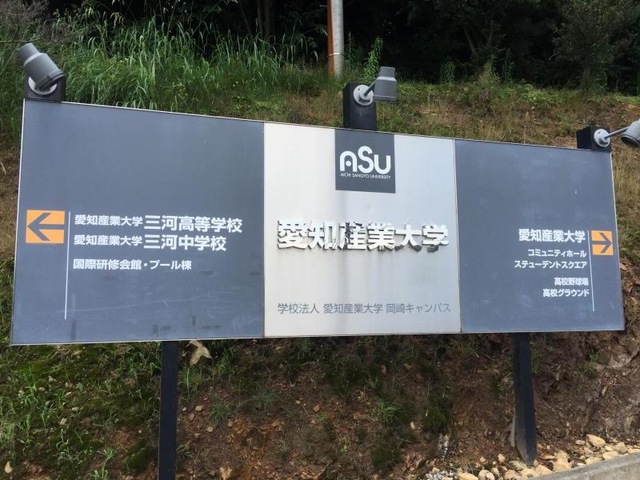 愛知産業大学 三河高等学校
愛知産業大学 三河中学校
国際研修会館・プール棟
ASU
AICHI SANGYO UNIVERSITY
愛知産業大学
学校法人 愛知産業大学 岡崎キャンパス
愛知産業大学
コミュニティホール
ステューデントスクエア
高校野球場
高校グラウンド